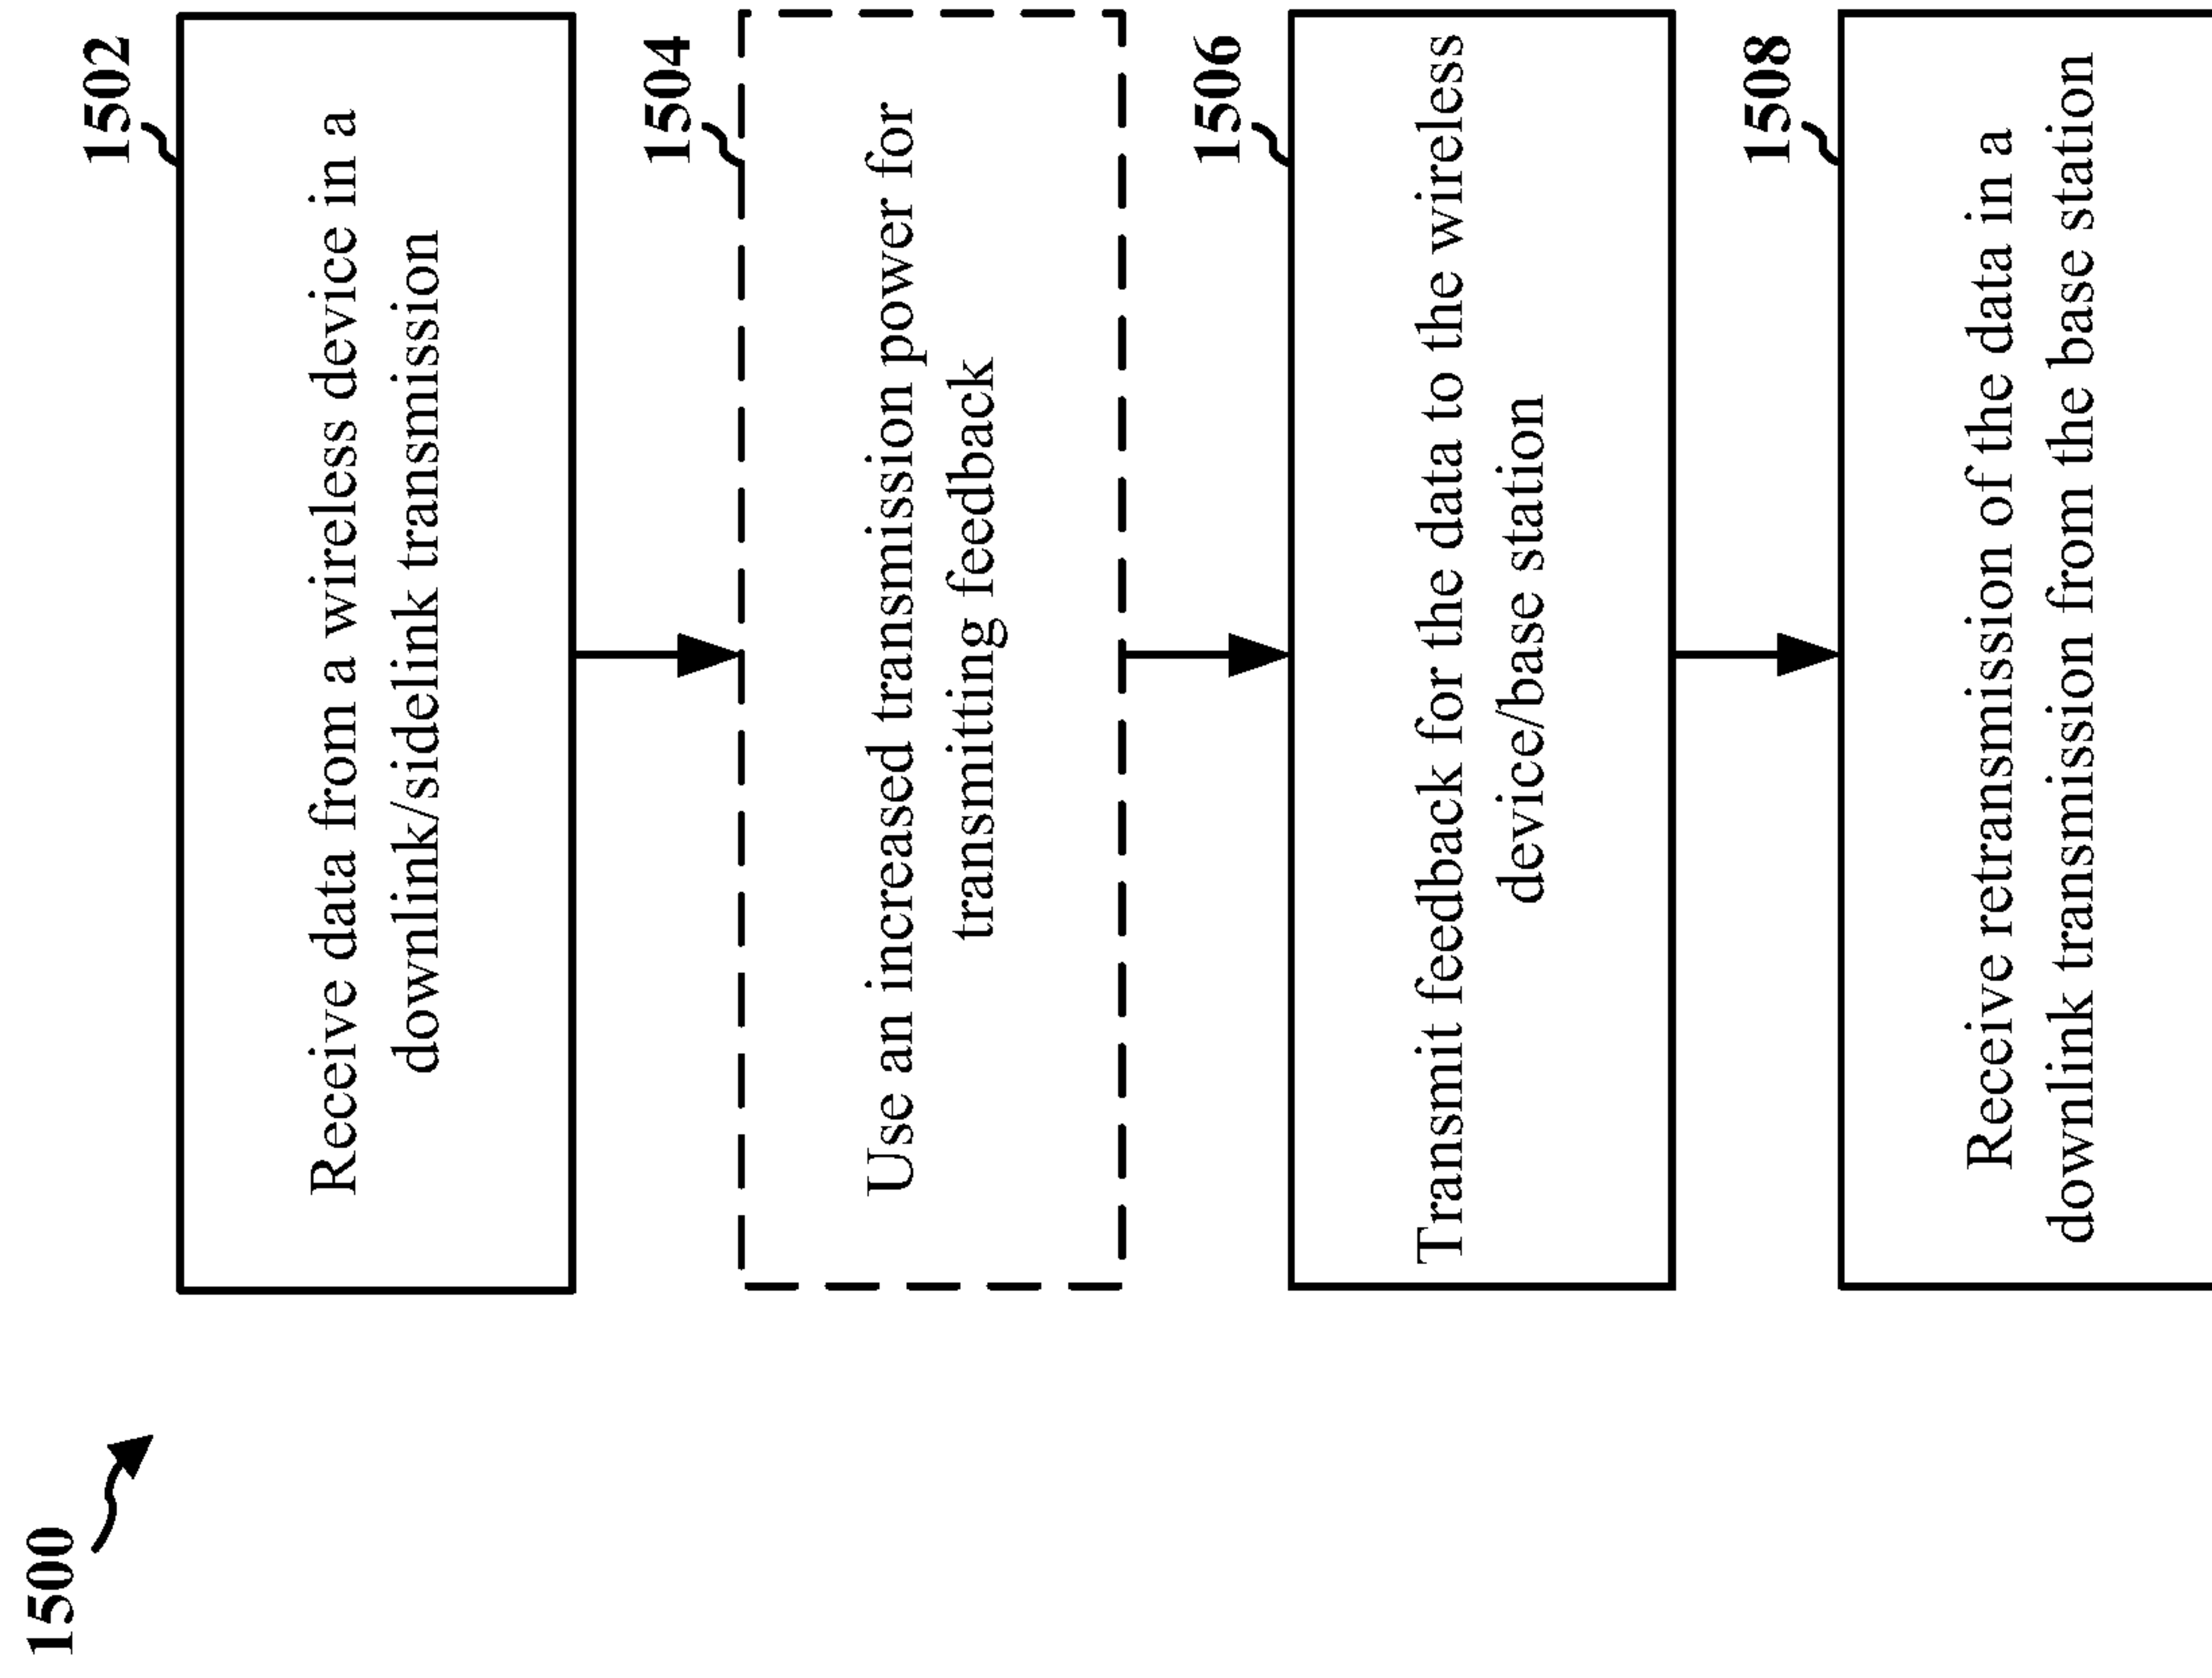 1500
1502
Receive data from a wireless device in a
downlink/sidelink transmission
1504
Use an increased transmission power for
transmitting feedback
1506
Transmit feedback for the data to the wireless
device/base station
1508
Receive retransmission of the data in a
downlink transmission from the base station